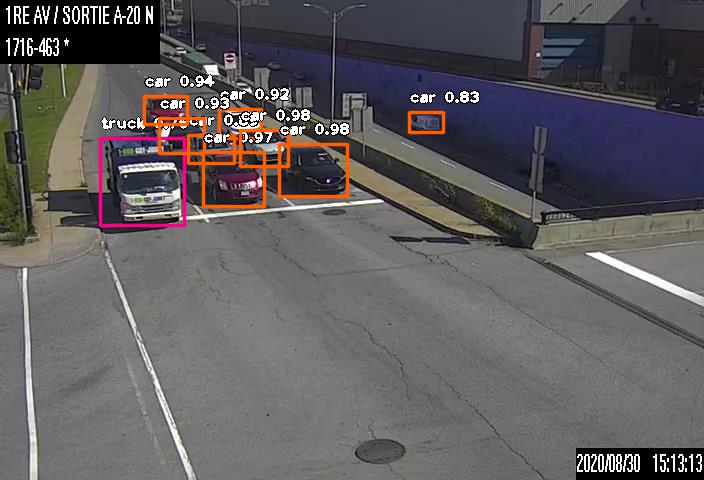 1RE AV / SORTIE A-20 N
1716-463 *
car 0.94
car 0.92
car 0.93
car 0.83
truck
car 0.98
car
car 0.98
car 0.97
2020/08/30 15:13:13